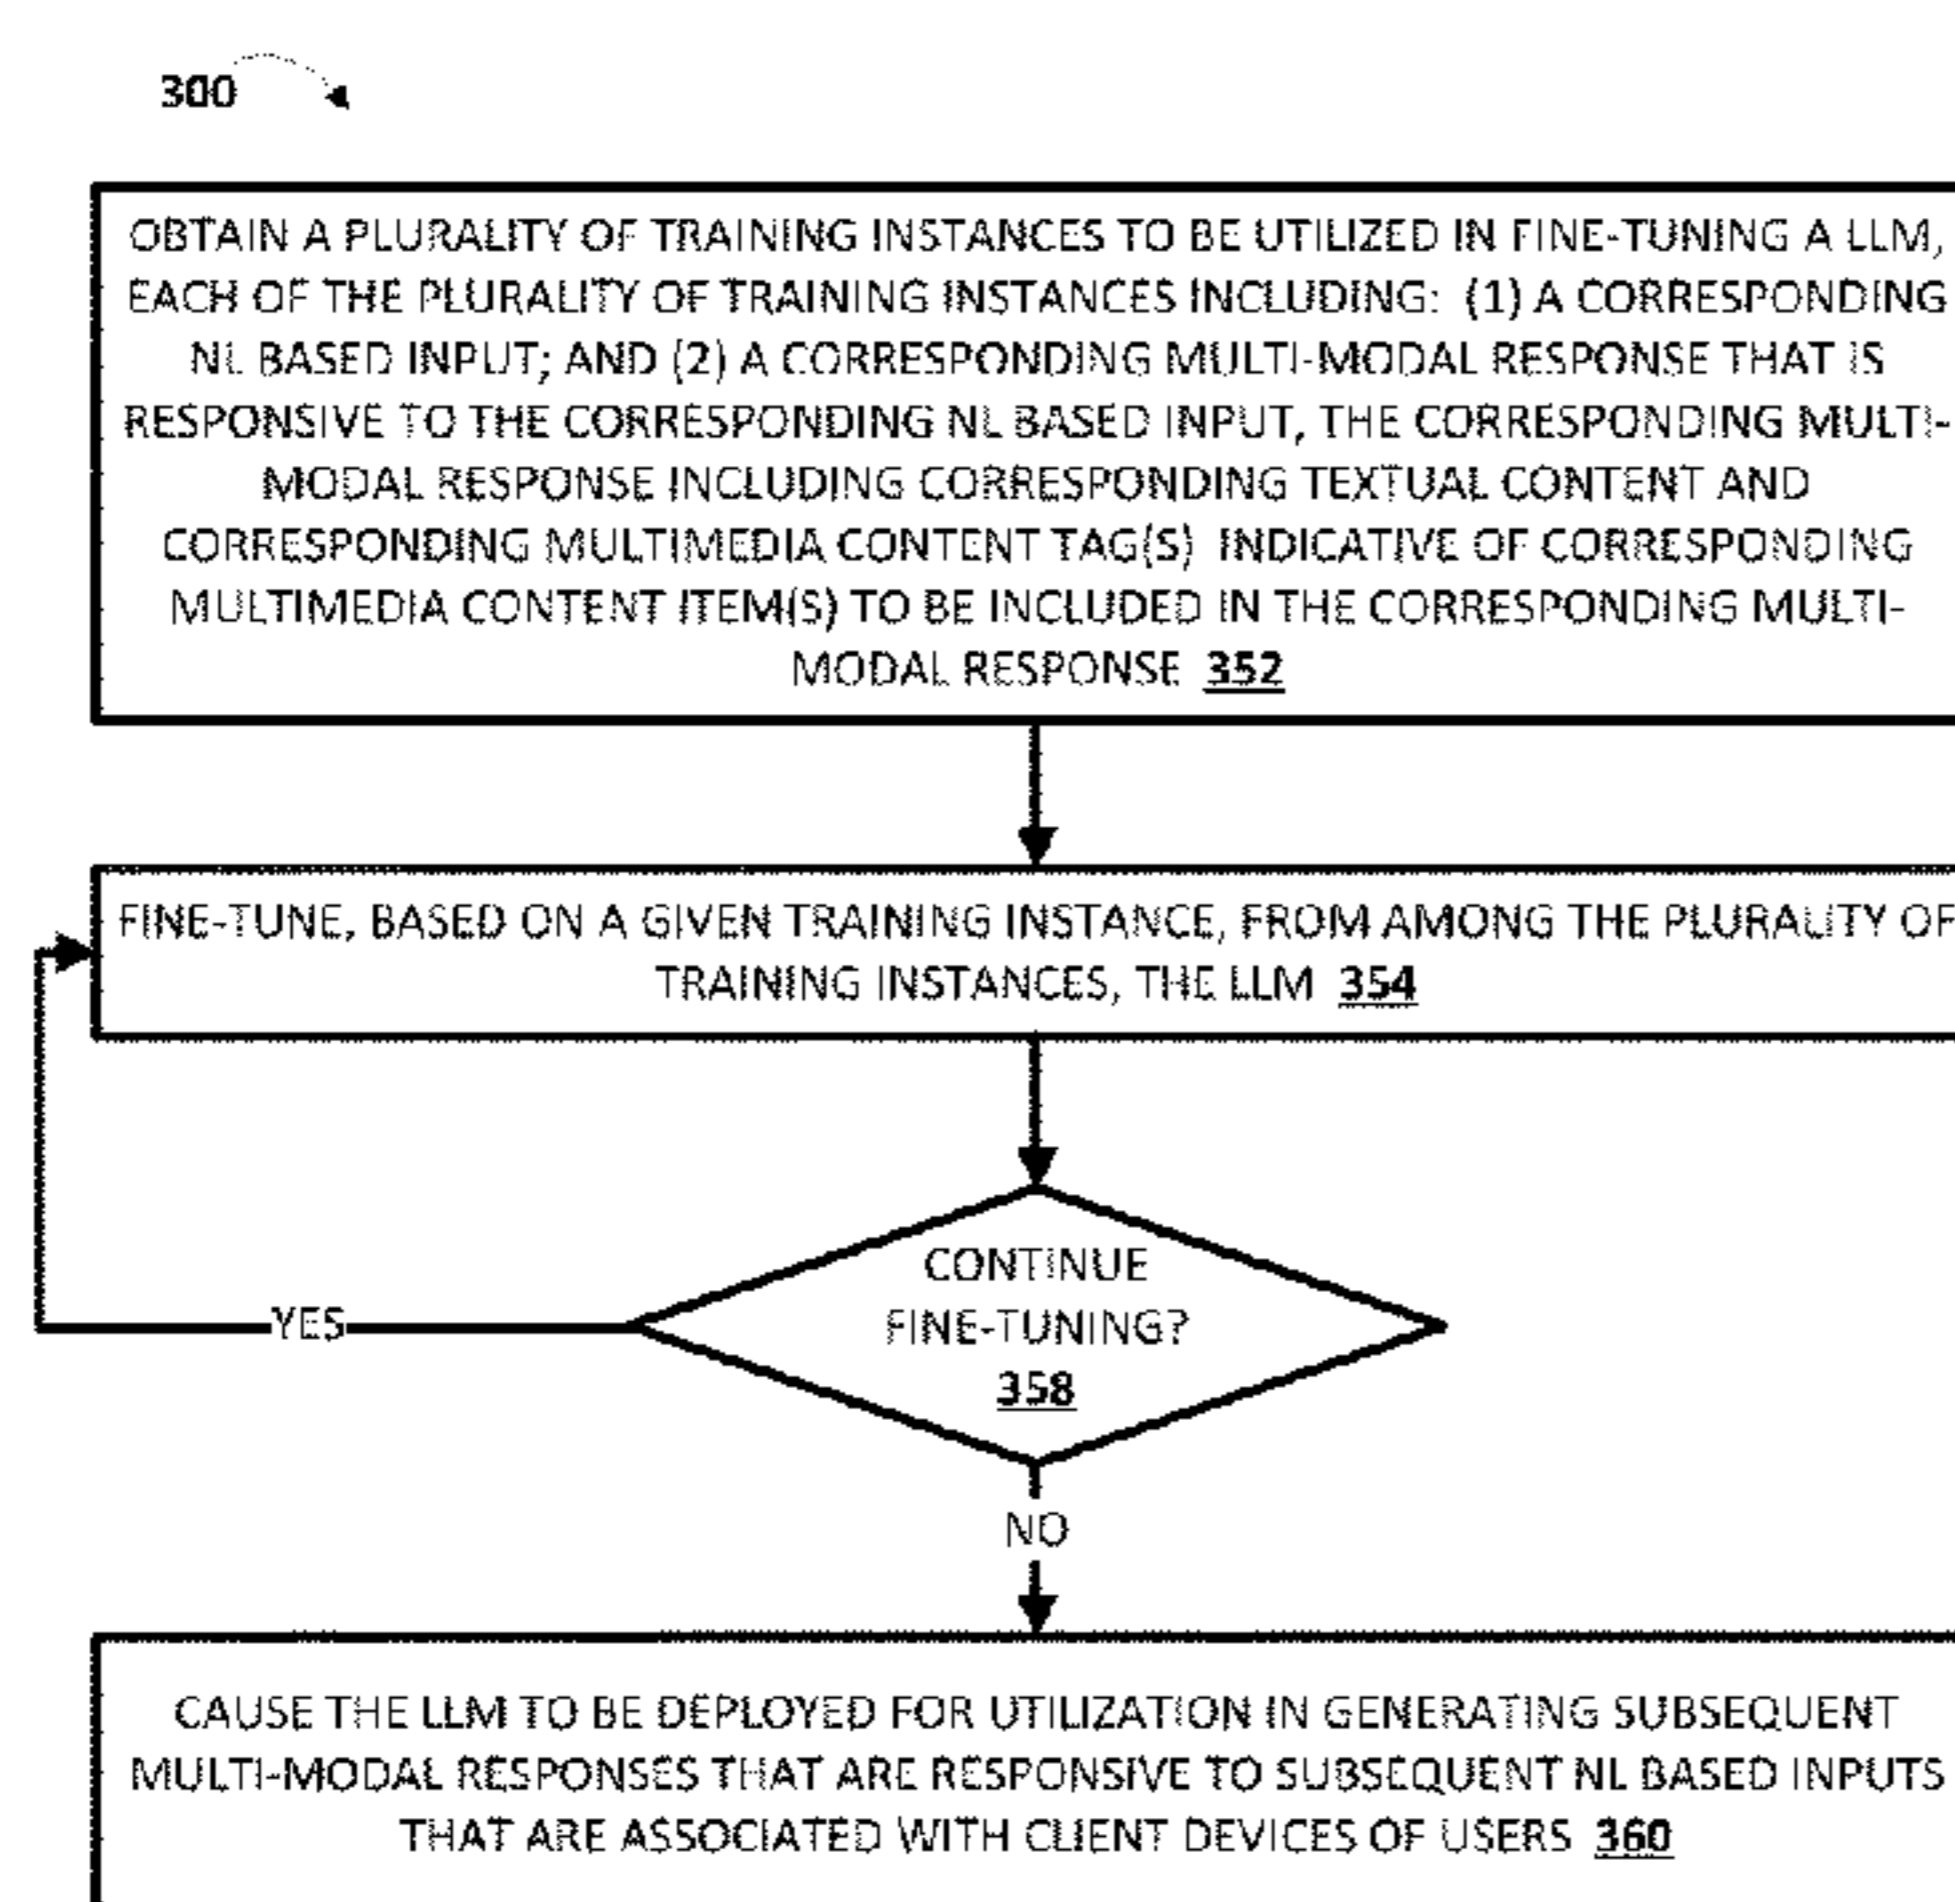 300
OBTAIN A PLURALITY OF TRAINING INSTANCES TO BE UTILIZED IN FINE-TUNING A LLM,
EACH OF THE PLURALITY OF TRAINING INSTANCES INCLUDING: (1) A CORRESPONDING
NL BASED INPUT; AND (2) A CORRESPONDING MULTI-MODAL RESPONSE THAT IS
RESPONSIVE TO THE CORRESPONDING NL BASED INPUT, THE CORRESPONDING MULTI-
MODAL RESPONSE INCLUDING CORRESPONDING TEXTUAL CONTENT AND
CORRESPONDING MULTIMEDIA CONTENT TAG(S) INDICATIVE OF CORRESPONDING
MULTIMEDIA CONTENT ITEM(S) TO BE INCLUDED IN THE CORRESPONDING MULTI-
MODAL RESPONSE 352
FINE-TUNE, BASED ON A GIVEN TRAINING INSTANCE, FROM AMONG THE PLURALITY OF
TRAINING INSTANCES, THE LLM 354
CONTINUE
FINE-TUNING?
358
YES
NO
CAUSE THE LLM TO BE DEPLOYED FOR UTILIZATION IN GENERATING SUBSEQUENT
MULTI-MODAL RESPONSES THAT ARE RESPONSIVE TO SUBSEQUENT NL BASED INPUTS
THAT ARE ASSOCIATED WITH CLIENT DEVICES OF USERS 360